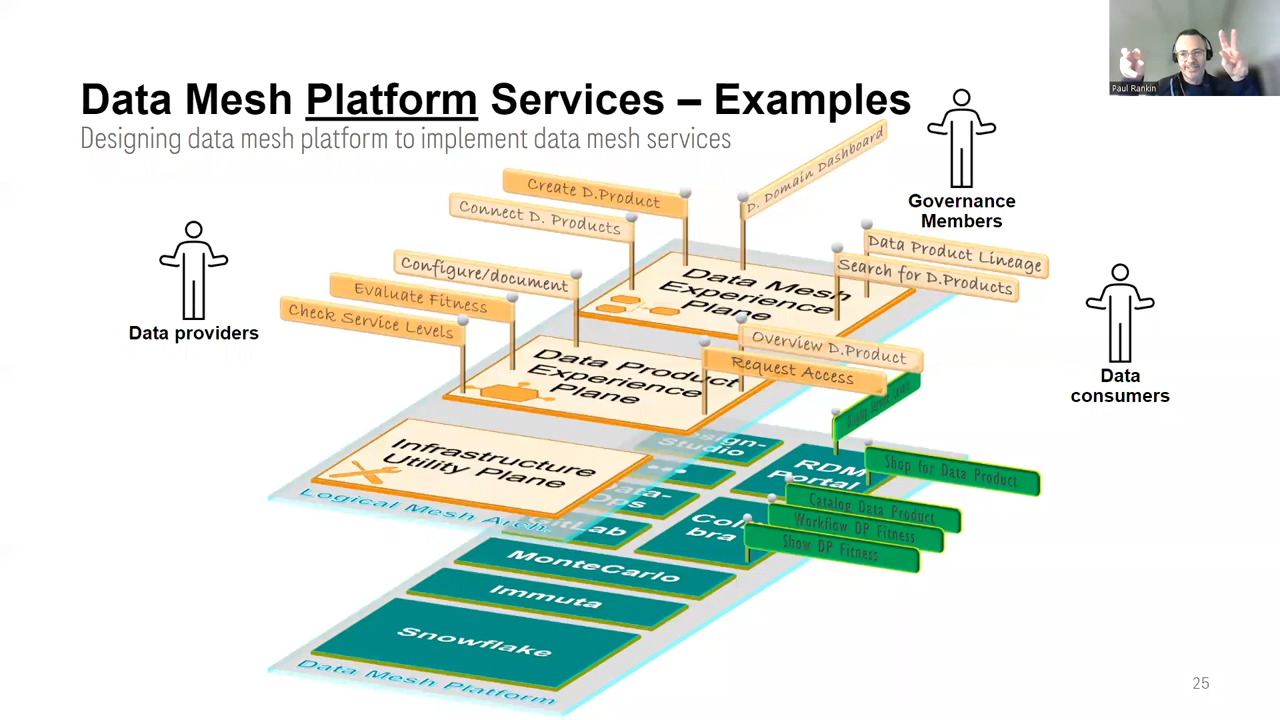 Paul Rankin
Data Mesh Platform Services – Examples
Designing data mesh platform to implement data mesh services
Governance
Members
Data providers
Data
consumers
Create D.Product
D. Domain Dashboard
Connect D. Products
Data Product Lineage
Configure/document
Search for D.Products
Evaluate Fitness
Check Service Levels
Data Mesh
Experience
Plane
Overview D.Product
Request Access
Data Product
Experience
Plane
Infrastructure
Utility Plane
Logical Mesh Arch.
Studio
RDM
Portal
Shop for Data Product
Catalog Data Product
Workflow DP Fitness
Show DP Fitness
MonteCarlo
Immuta
Snowflake
Data Mesh Platform
25